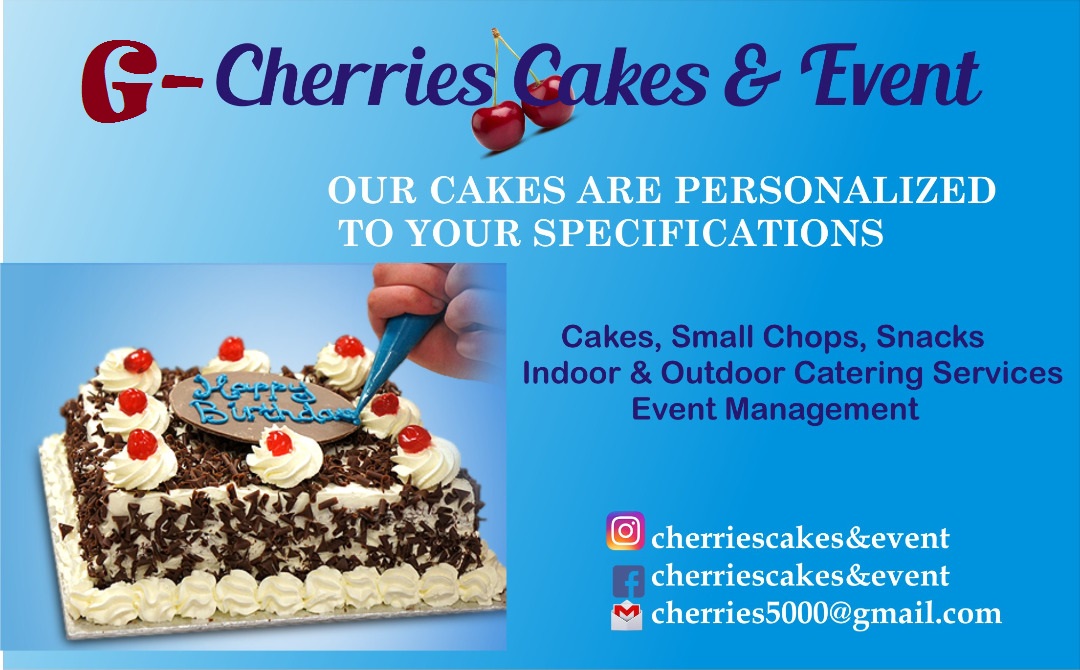 G-Cherries Cakes & Event
OUR CAKES ARE PERSONALIZED
TO YOUR SPECIFICATIONS
Happy
Birthday
Cakes, Small Chops, Snacks
Indoor & Outdoor Catering Services
Event Management
cherriescakes&event
cherriescakes&event
cherries5000@gmail.com